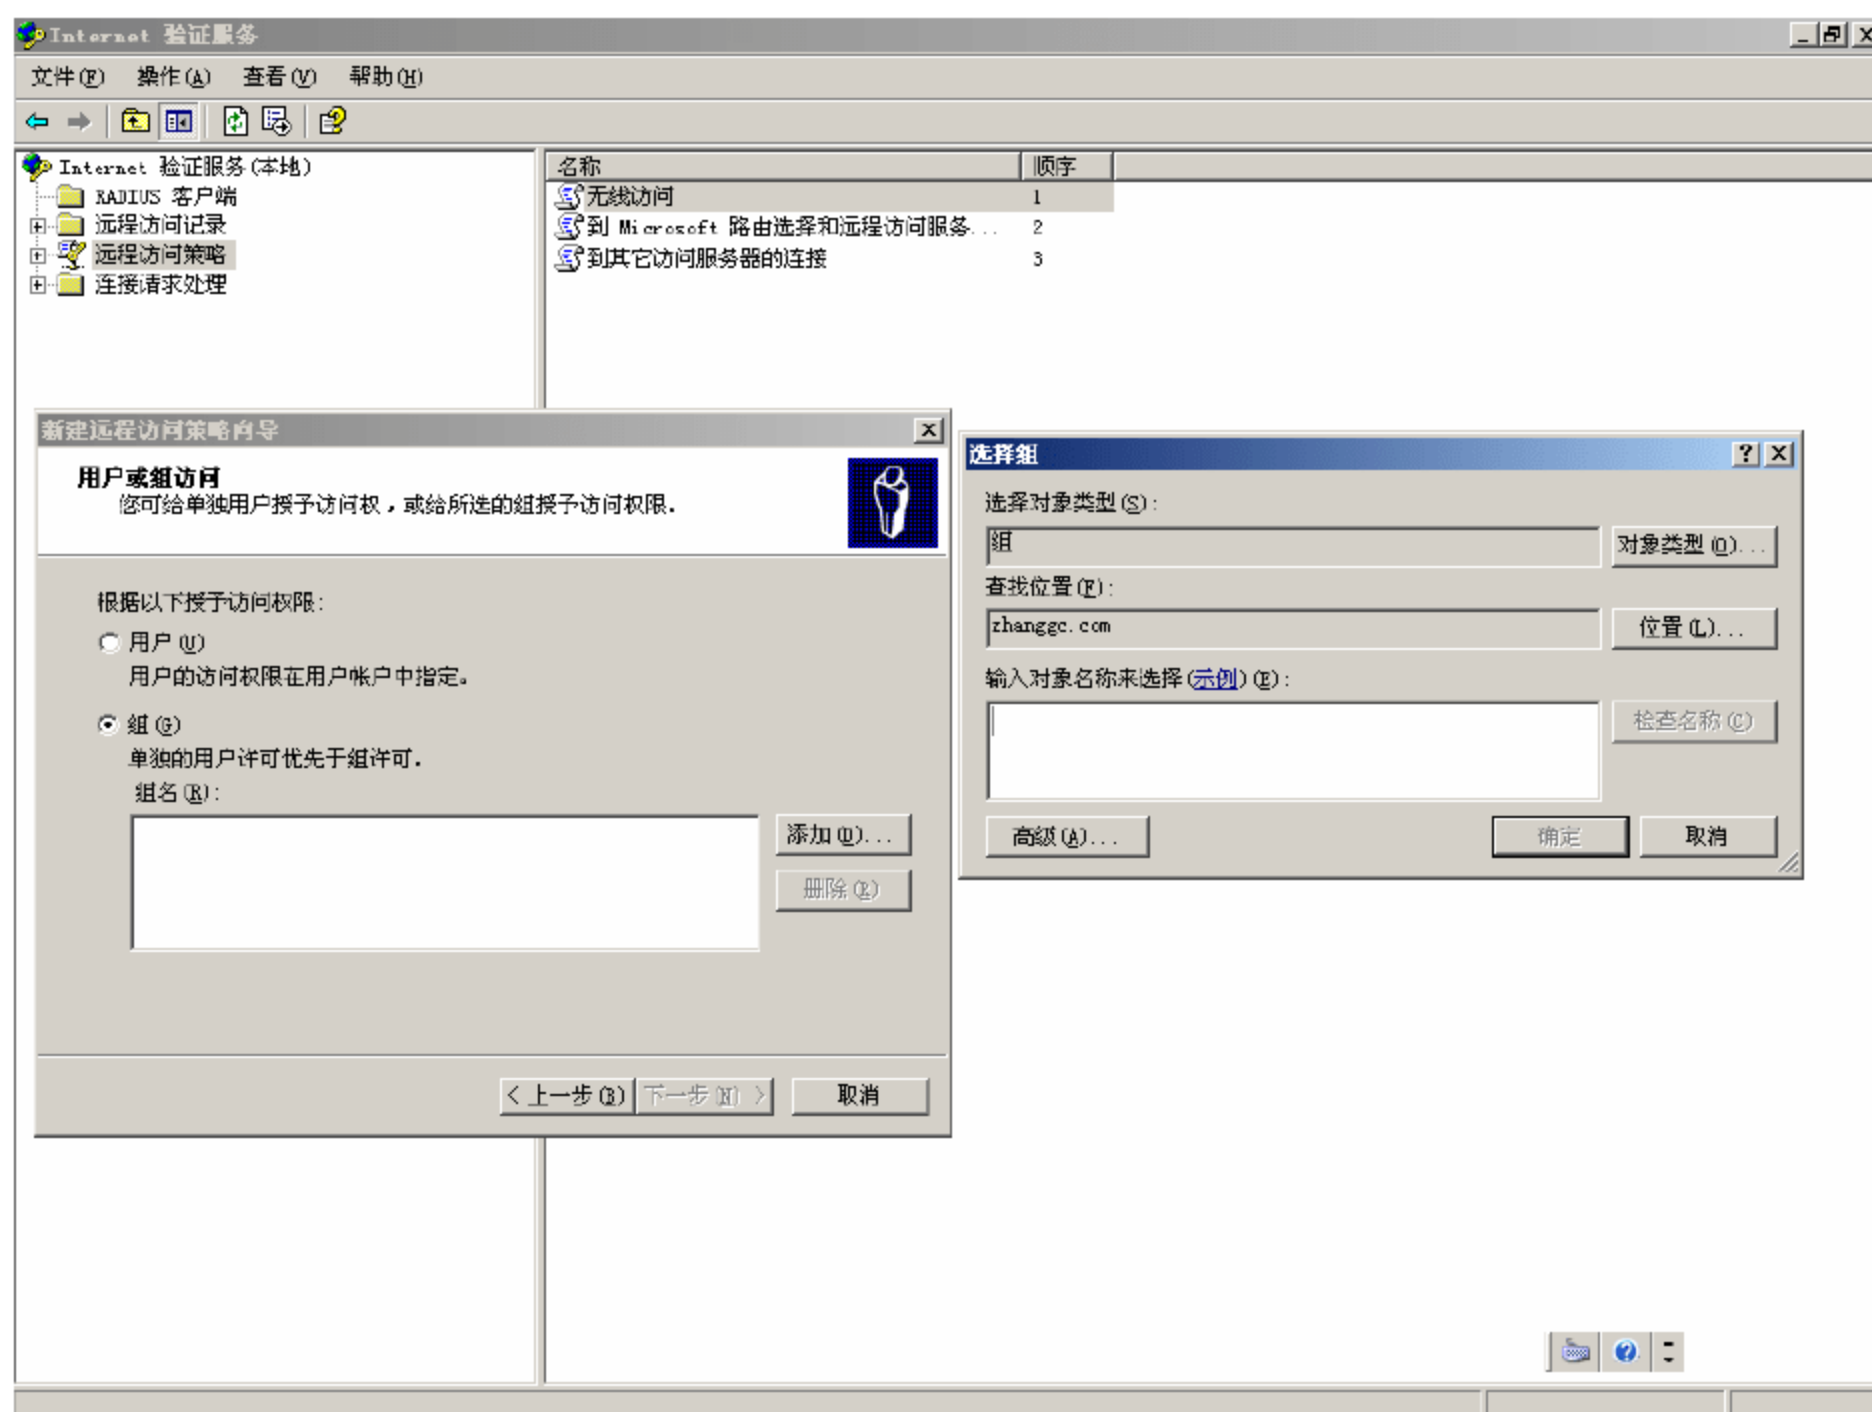 Internet 验证服务
文件(F) 操作(A) 查看(V) 帮助(H)
Internet 验证服务(本地)
RADIUS 客户端
远程访问记录
远程访问策略
连接请求处理
名称 顺序
无线访问 1
到 Microsoft 路由选择和远程访问服务... 2
到其它访问服务器的连接 3
新建远程访问策略向导
用户或组访问
您可给单独用户授予访问权,或给所选的组授予访问权限.
根据以下授予访问权限:
用户(U)
用户的访问权限在用户帐户中指定。
组(G)
单独的用户许可优先于组许可.
组名(R):
添加(D)...
删除(R)
< 上一步(B) 下一步(N) > 取消
选择组
选择对象类型(S):
组 对象类型(O)...
查找位置(F):
zhanggc.com 位置(L)...
输入对象名称来选择(示例)(E):
检查名称(C)
高级(A)... 确定 取消